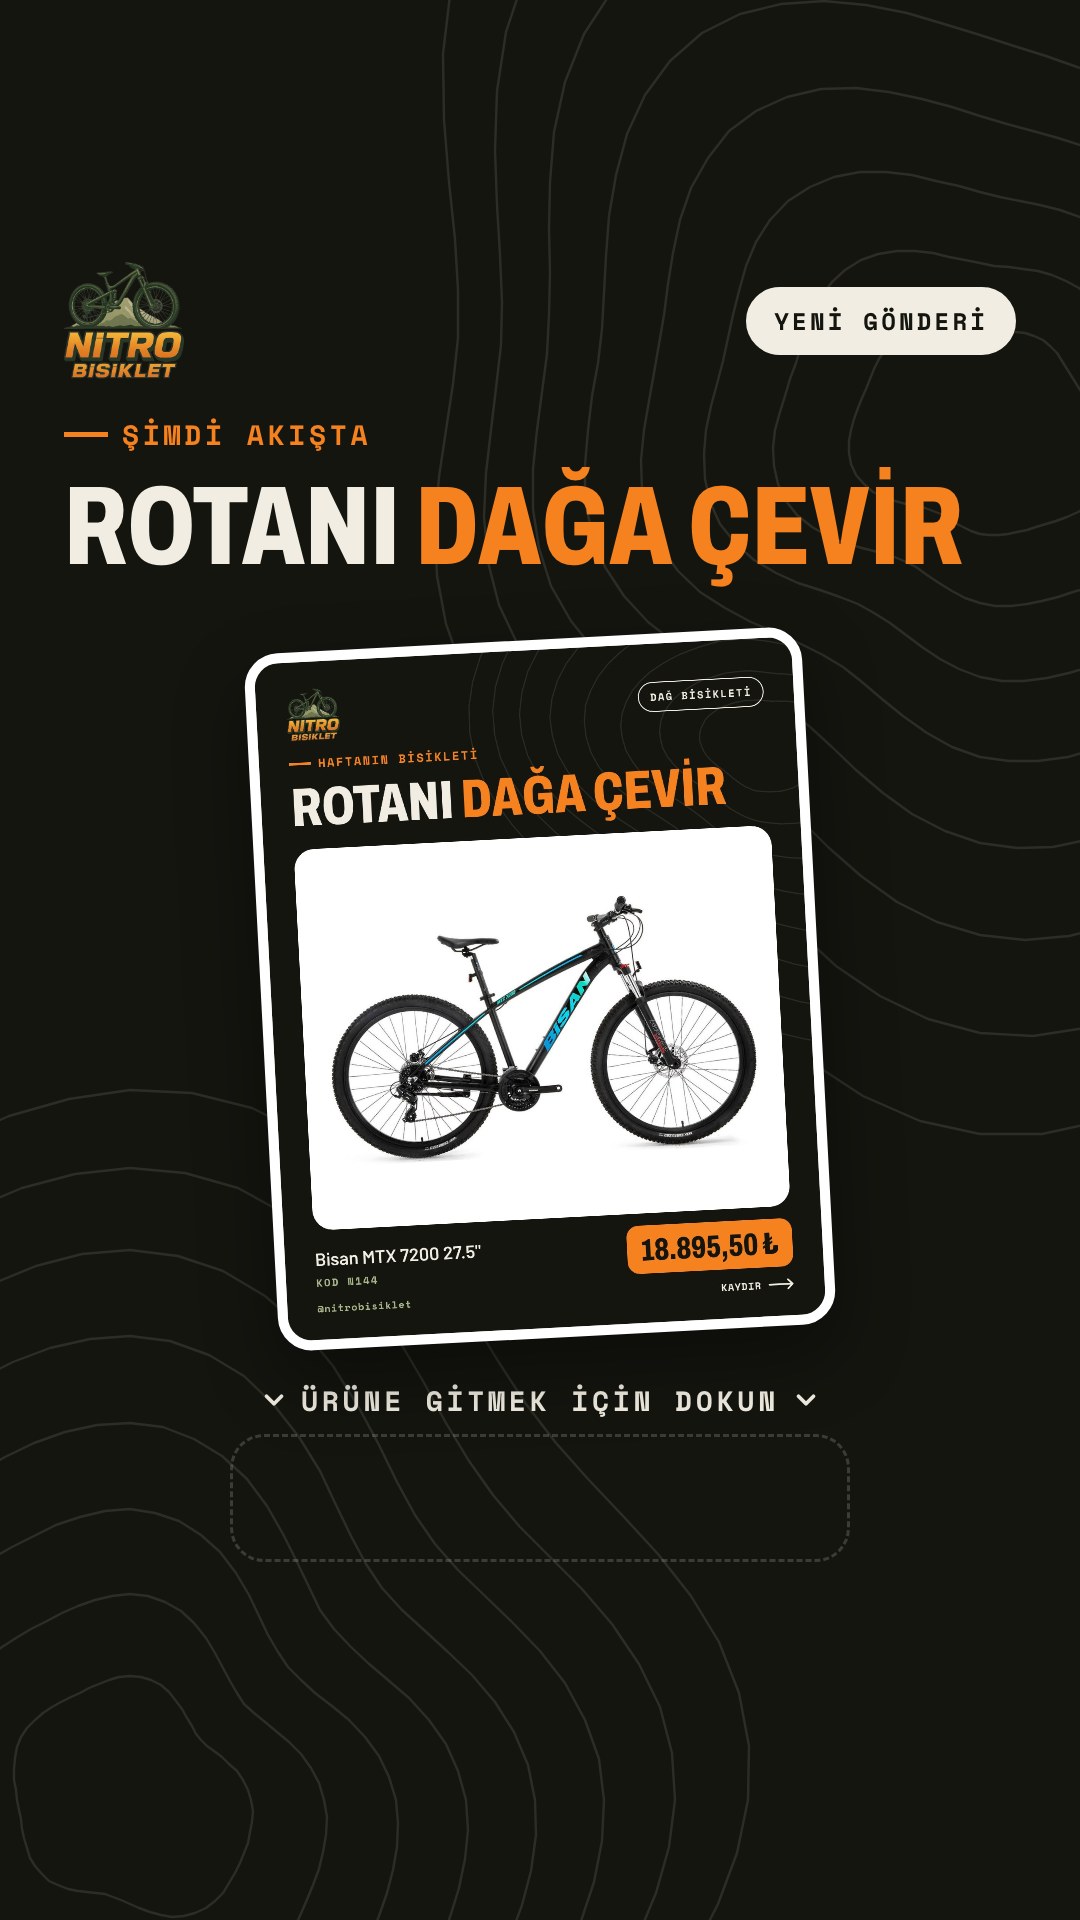 NiTRO
BiSiKLET
YENİ GÖNDERİ
ŞİMDİ AKIŞTA
ROTANI DAĞA ÇEVİR
NiTRO
BiSiKLET
DAĞ BİSİKLETİ
HAFTANIN BİSİKLETİ
ROTANI DAĞA ÇEVİR
BISAN
Bisan MTX 7200 27.5"
KOD N144
18.895,50 ₺
KAYDIR
@nitrobisiklet
ÜRÜNE GİTMEK İÇİN DOKUN